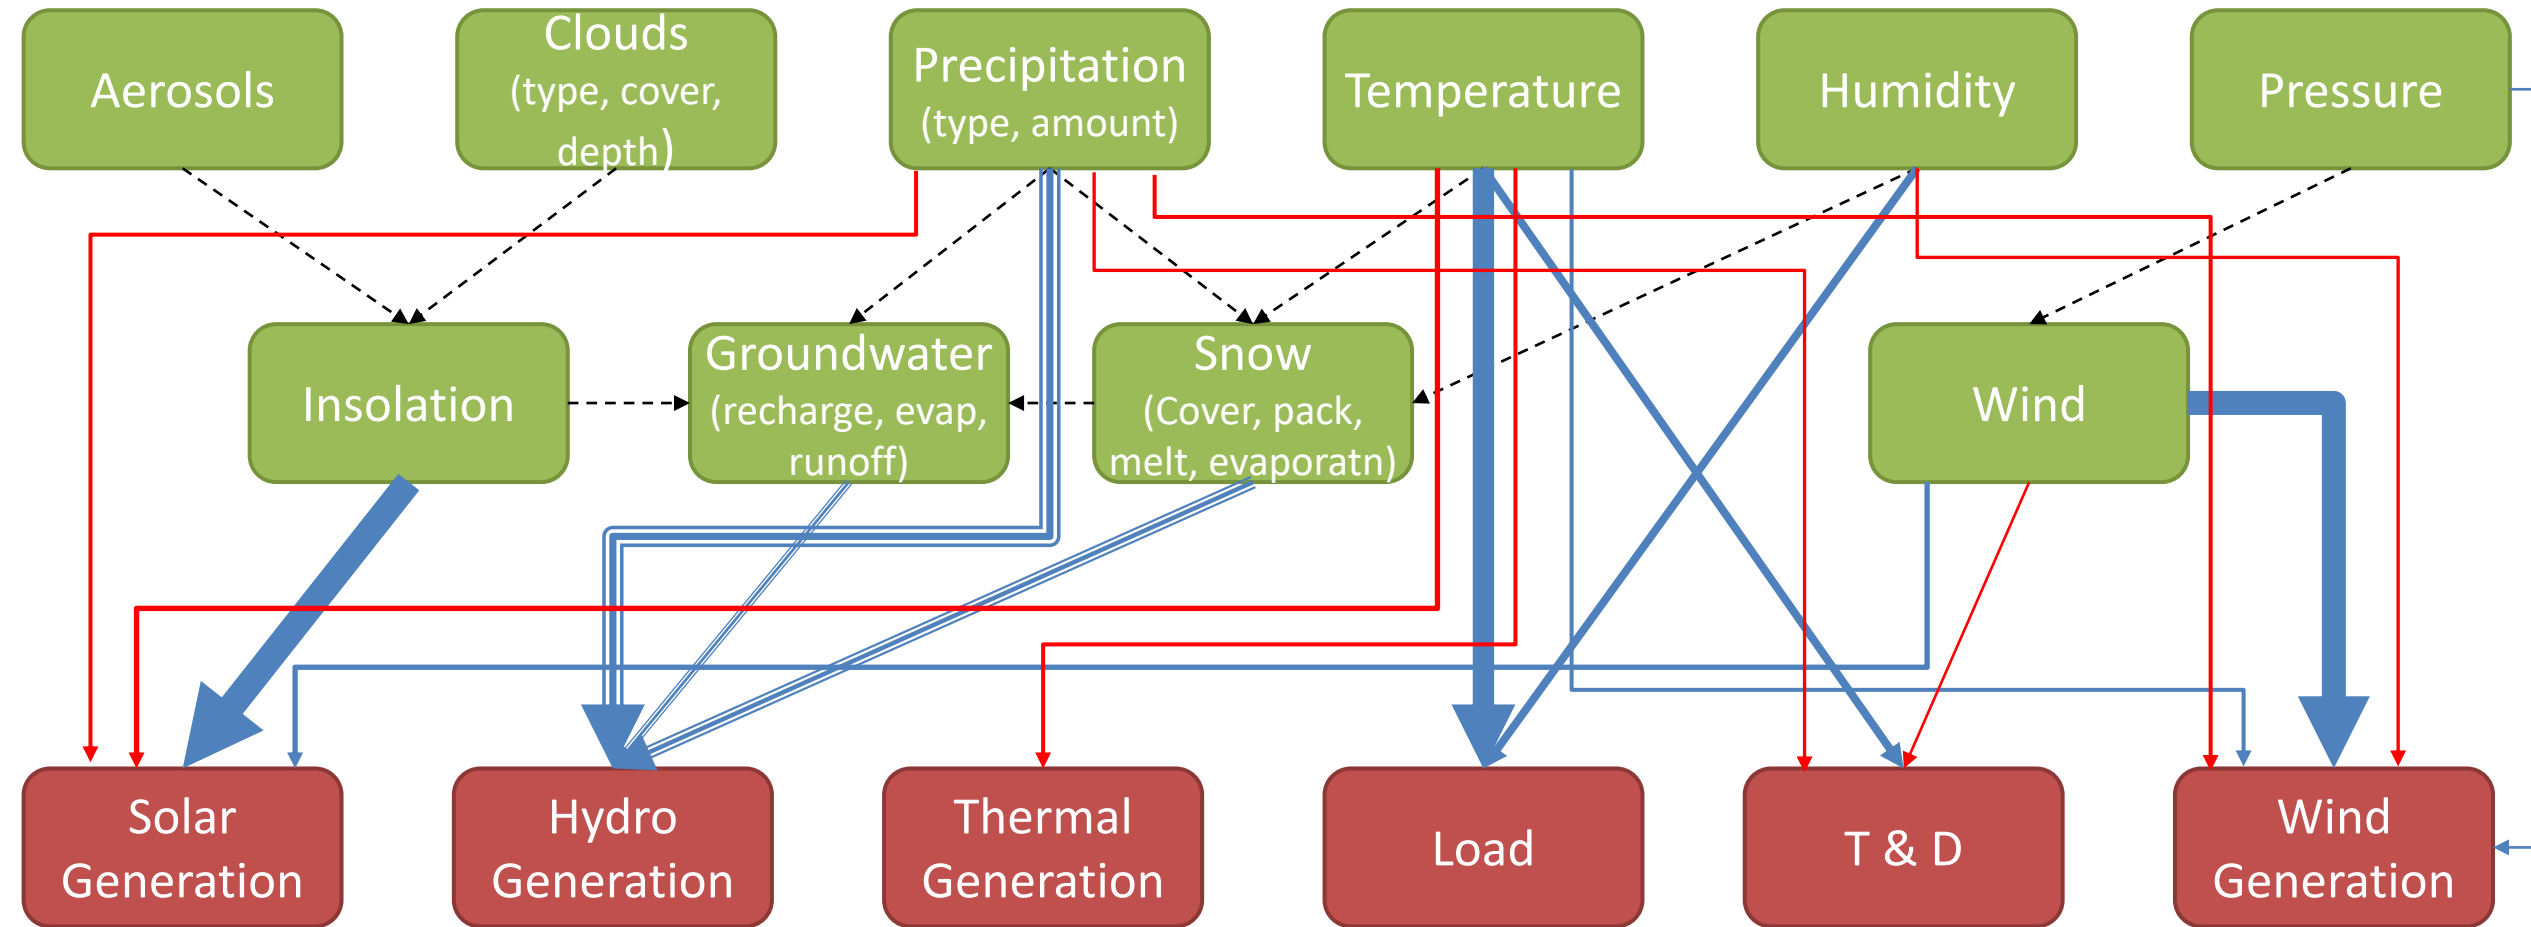 Aerosols
Clouds
(type, cover,
depth)
Precipitation
(type, amount)
Temperature
Humidity
Pressure
Insolation
Groundwater
(recharge, evap,
runoff)
Snow
(Cover, pack,
melt, evaporatn)
Wind
Solar
Generation
Hydro
Generation
Thermal
Generation
Load
T & D
Wind
Generation